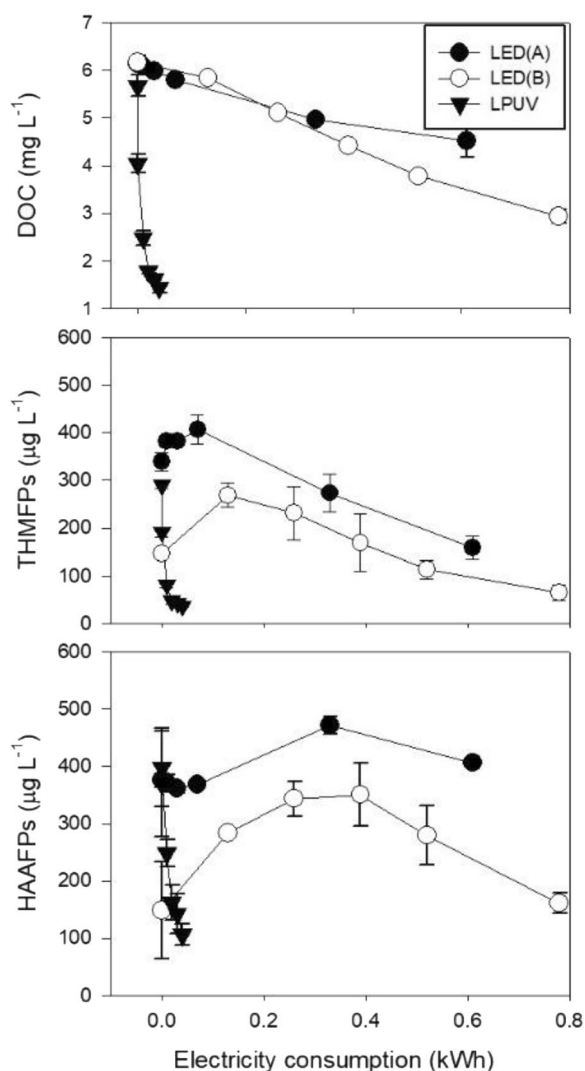 7
6
5
4
3
2
1
DOC (mg L⁻¹)
LED(A)
LED(B)
LPUV
600
500
400
300
200
100
0
THMFPs (µg L⁻¹)
600
500
400
300
200
100
0
HAAFPs (µg L⁻¹)
0.0 0.2 0.4 0.6 0.8
Electricity consumption (kWh)